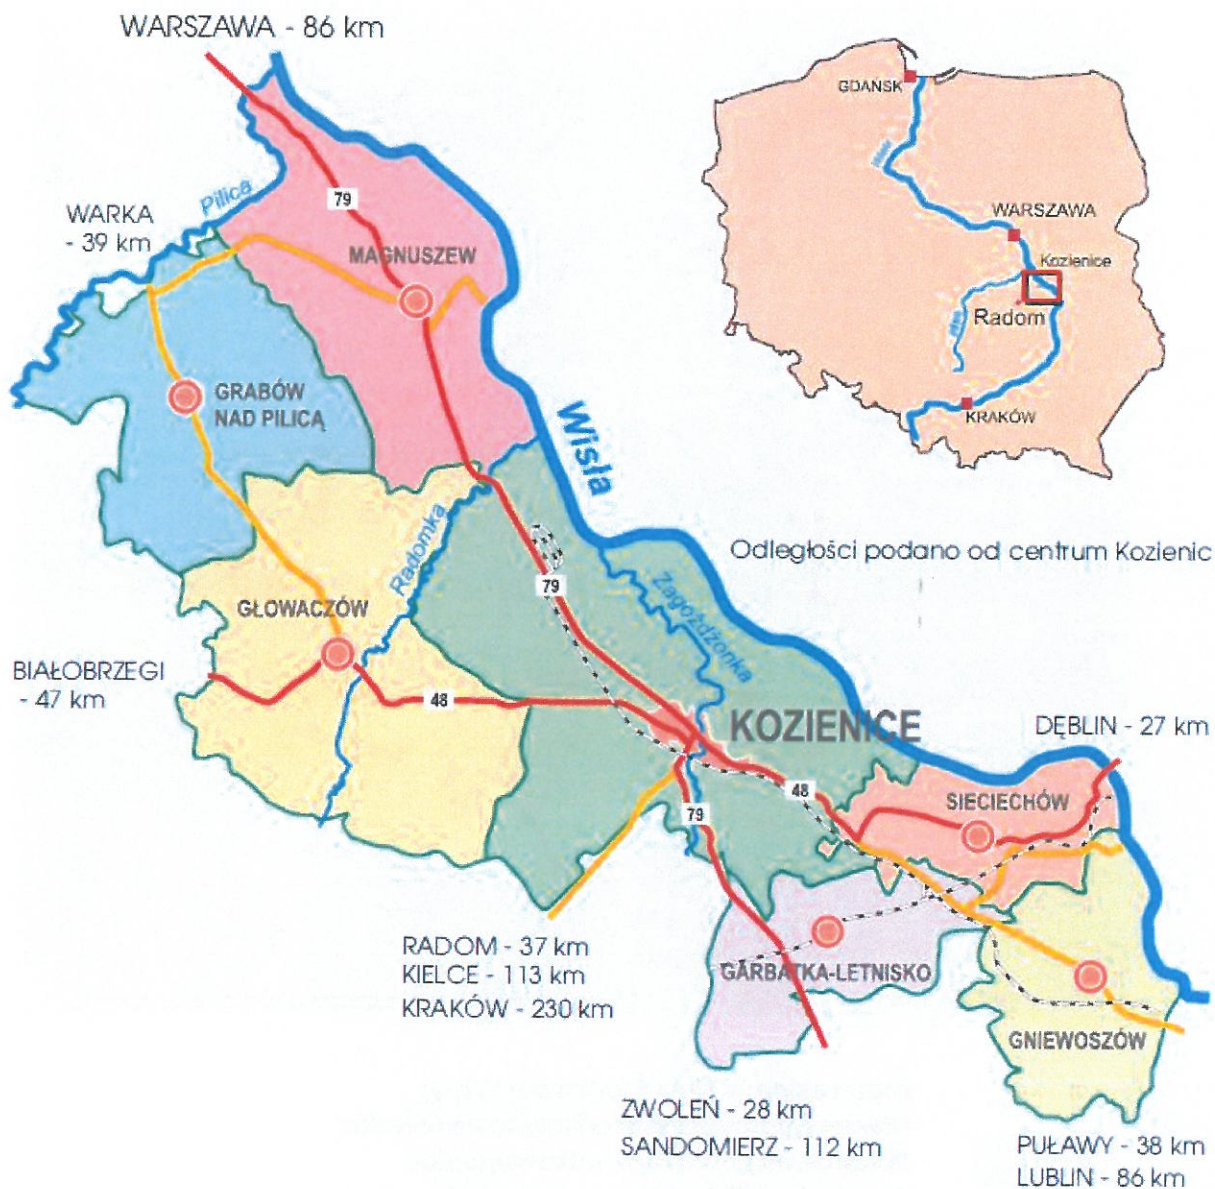 WARSZAWA - 86 km
GDAŃSK
Wisła
WARSZAWA
Kozienice
Radom
KRAKÓW
79
Pilica
WARKA
- 39 km
MAGNUSZEW
GRABÓW
NAD PILICĄ
Wisła
Odległości podano od centrum Kozienic
Radomka
79
Zagożdżonka
GŁOWACZÓW
BIAŁOBRZEGI
- 47 km
48
KOZIENICE
DĘBLIN - 27 km
48
SIECIECHÓW
79
RADOM - 37 km
KIELCE - 113 km
KRAKÓW - 230 km
GARBATKA-LETNISKO
GNIEWOSZÓW
ZWOLEŃ - 28 km
SANDOMIERZ - 112 km
PUŁAWY - 38 km
LUBLIN - 86 km